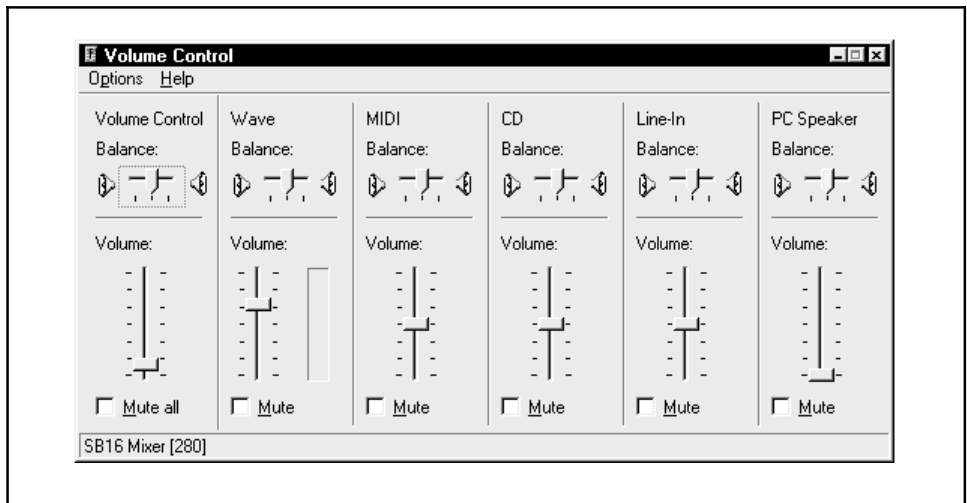 Volume Control
Options Help
Volume Control Wave MIDI CD Line-In PC Speaker
Balance: Balance: Balance: Balance: Balance: Balance:
Volume: Volume: Volume: Volume: Volume: Volume:
Mute all Mute Mute Mute Mute Mute
SB16 Mixer [280]